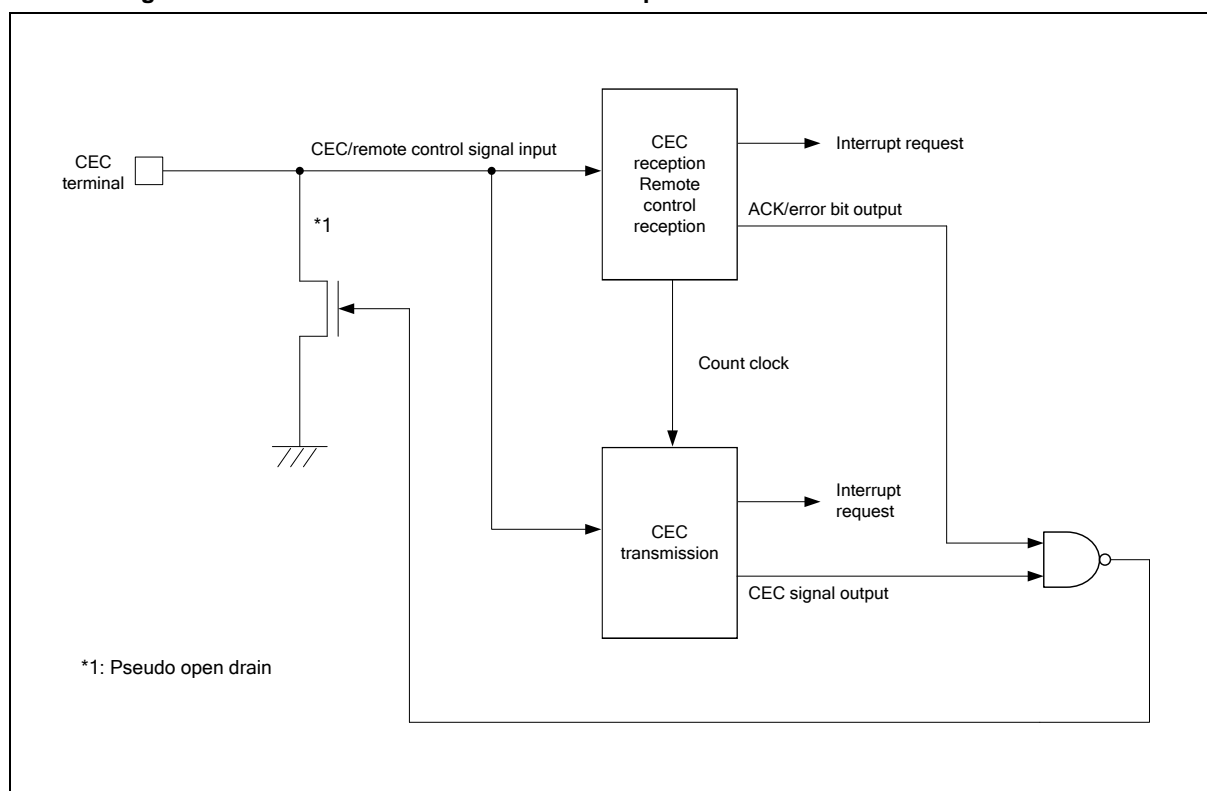 CEC
terminal
CEC/remote control signal input
*1
CEC
reception
Remote
control
reception
Interrupt request
ACK/error bit output
Count clock
CEC
transmission
Interrupt
request
CEC signal output
*1: Pseudo open drain